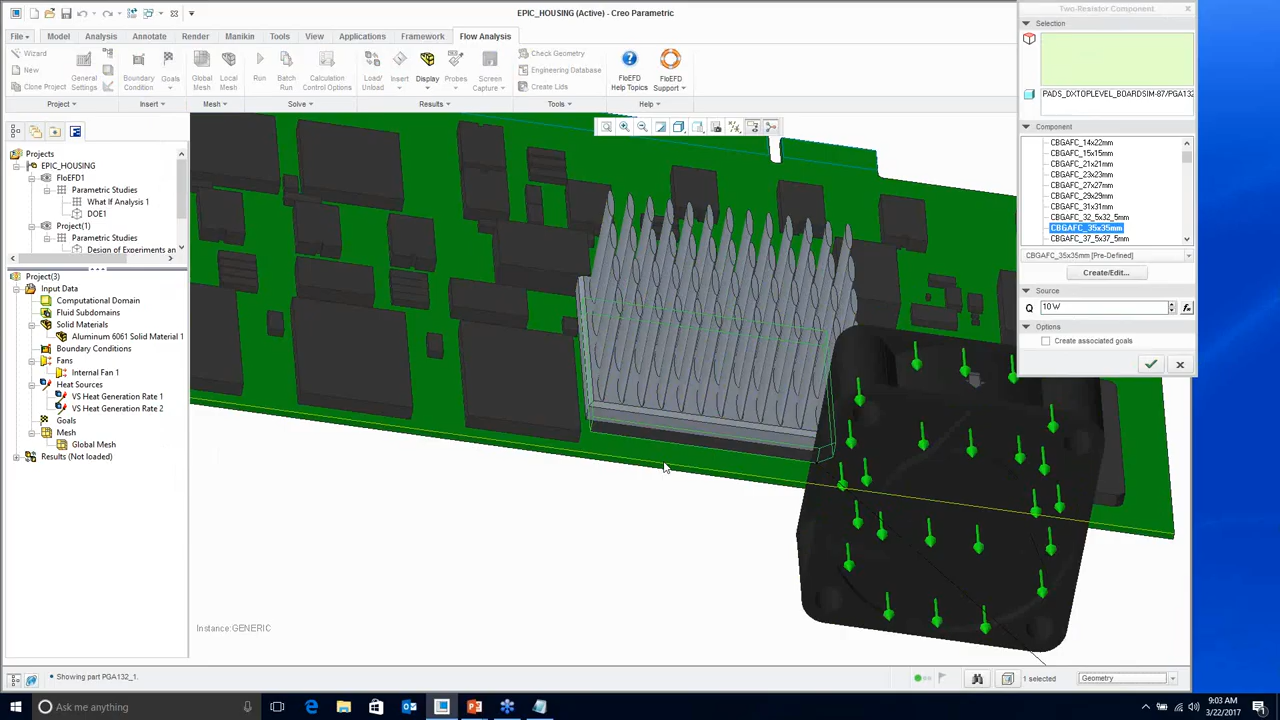 EPIC_HOUSING (Active) - Creo Parametric
File Model Analysis Annotate Render Manikin Tools View Applications Framework Flow Analysis
Wizard
New
Clone Project
General Settings
Boundary Condition
Goals
Global Mesh
Local Mesh
Run
Batch Run
Calculation Control Options
Load/ Unload
Insert
Display
Probes
Screen Capture
Check Geometry
Engineering Database
Create Lids
FloEFD Help Topics
FloEFD Support
Project Insert Mesh Solve Results Tools Help
Projects
EPIC_HOUSING
FloEFD1
Parametric Studies
What If Analysis 1
DOE1
Project(1)
Parametric Studies
Design of Experiments an
Project(3)
Input Data
Computational Domain
Fluid Subdomains
Solid Materials
Aluminum 6061 Solid Material 1
Boundary Conditions
Fans
Internal Fan 1
Heat Sources
VS Heat Generation Rate 1
VS Heat Generation Rate 2
Goals
Mesh
Global Mesh
Results (Not loaded)
Instance:GENERIC
Two-Resistor Component
Selection
PADS_DXTOPLEVEL_BOARDSIM-87/PGA132
Component
CBGAFC_14x22mm
CBGAFC_15x15mm
CBGAFC_21x21mm
CBGAFC_23x23mm
CBGAFC_27x27mm
CBGAFC_29x29mm
CBGAFC_31x31mm
CBGAFC_32_5x32_5mm
CBGAFC_35x35mm
CBGAFC_37_5x37_5mm
CBGAFC_35x35mm [Pre-Defined]
Create/Edit...
Source
Q 10 W
Options
Create associated goals
Showing part PGA132_1.
1 selected
Geometry
Ask me anything
9:03 AM
3/22/2017